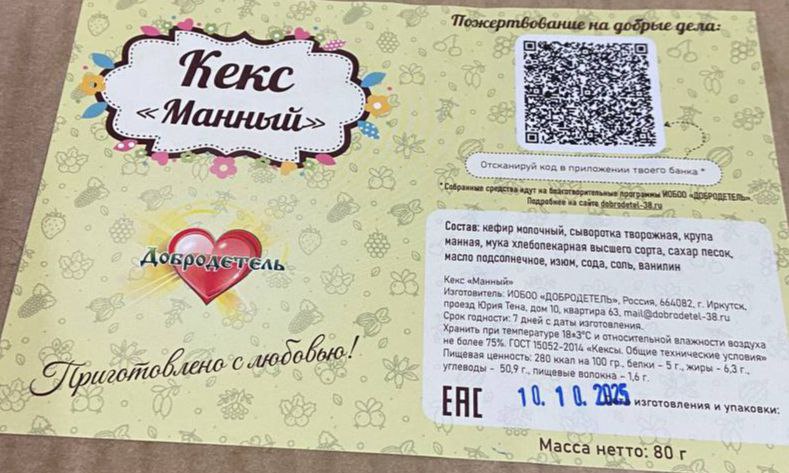 Кекс
«Манный»
Добродетель
Приготовлено с любовью!
Пожертвование на добрые дела:
Отсканируй код в приложении твоего банка *
* Собранные средства идут на благотворительные программы ИОБОО «ДОБРОДЕТЕЛЬ».
Подробнее на сайте dobrodetel-38.ru
Состав: кефир молочный, сыворотка творожная, крупа
манная, мука хлебопекарная высшего сорта, сахар песок,
масло подсолнечное, изюм, сода, соль, ванилин
Кекс «Манный»
Изготовитель: ИОБОО «ДОБРОДЕТЕЛЬ», Россия, 664082, г. Иркутск,
проезд Юрия Тена, дом 10, квартира 63, mail@dobrodetel-38.ru
Срок годности: 7 дней с даты изготовления.
Хранить при температуре 18±3°С и относительной влажности воздуха
не более 75%. ГОСТ 15052-2014 «Кексы. Общие технические условия»
Пищевая ценность: 280 ккал на 100 гр., белки – 5 г., жиры – 6,3 г.,
углеводы - 50,9 г., пищевые волокна – 1,6 г.
EAC 10. 10. 2025 изготовления и упаковки:
Масса нетто: 80 г